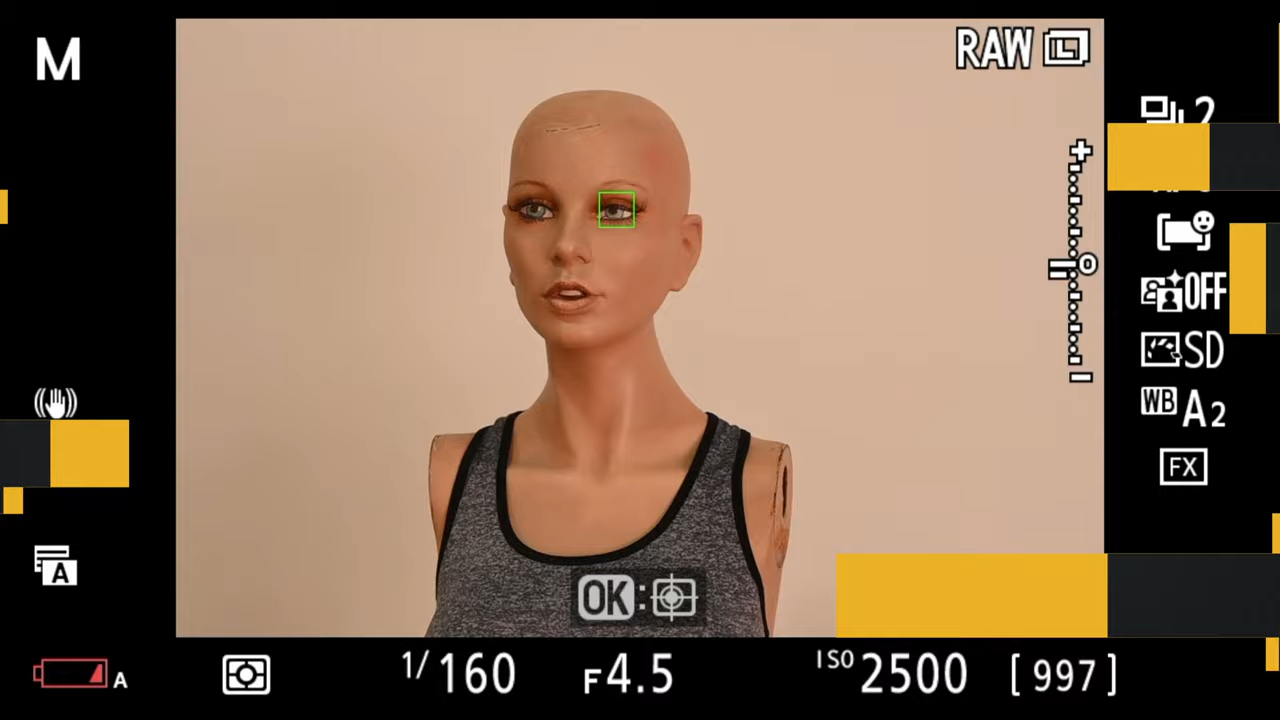 M
RAW L
2
OFF
SD
WB A2
FX
A
OK:
A
1/160
F4.5
ISO 2500
[997]